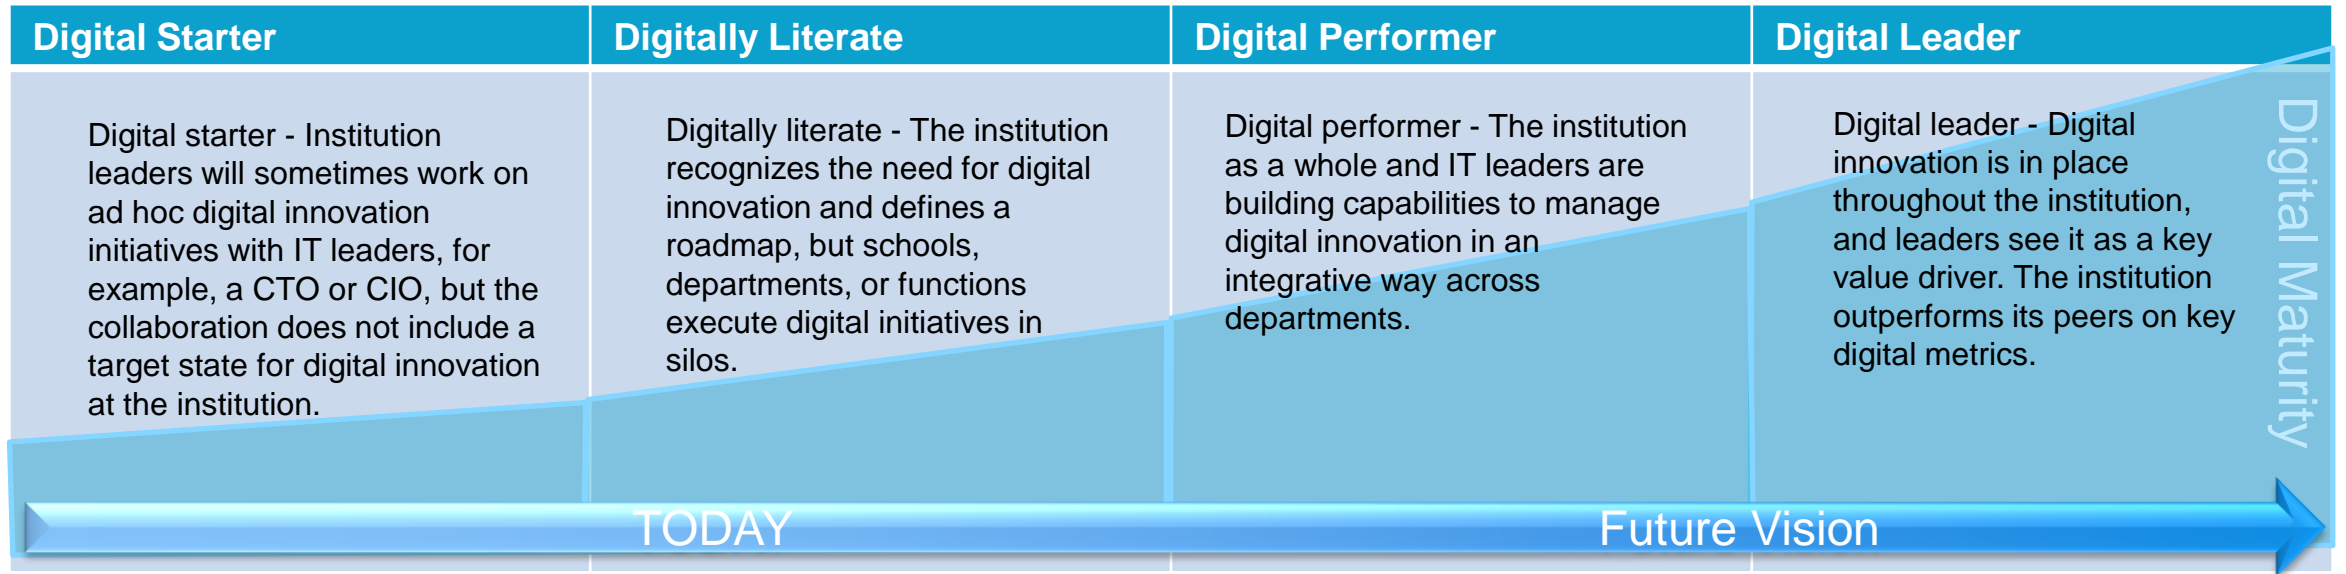 Digital Starter
Digitally Literate
Digital Performer
Digital Leader
Digital starter - Institution
leaders will sometimes work on
ad hoc digital innovation
initiatives with IT leaders, for
example, a CTO or CIO, but the
collaboration does not include a
target state for digital innovation
at the institution.
Digitally literate - The institution
recognizes the need for digital
innovation and defines a
roadmap, but schools,
departments, or functions
execute digital initiatives in
silos.
Digital performer - The institution
as a whole and IT leaders are
building capabilities to manage
digital innovation in an
integrative way across
departments.
Digital leader - Digital
innovation is in place
throughout the institution,
and leaders see it as a key
value driver. The institution
outperforms its peers on key
digital metrics.
Digital Maturity
TODAY
Future Vision